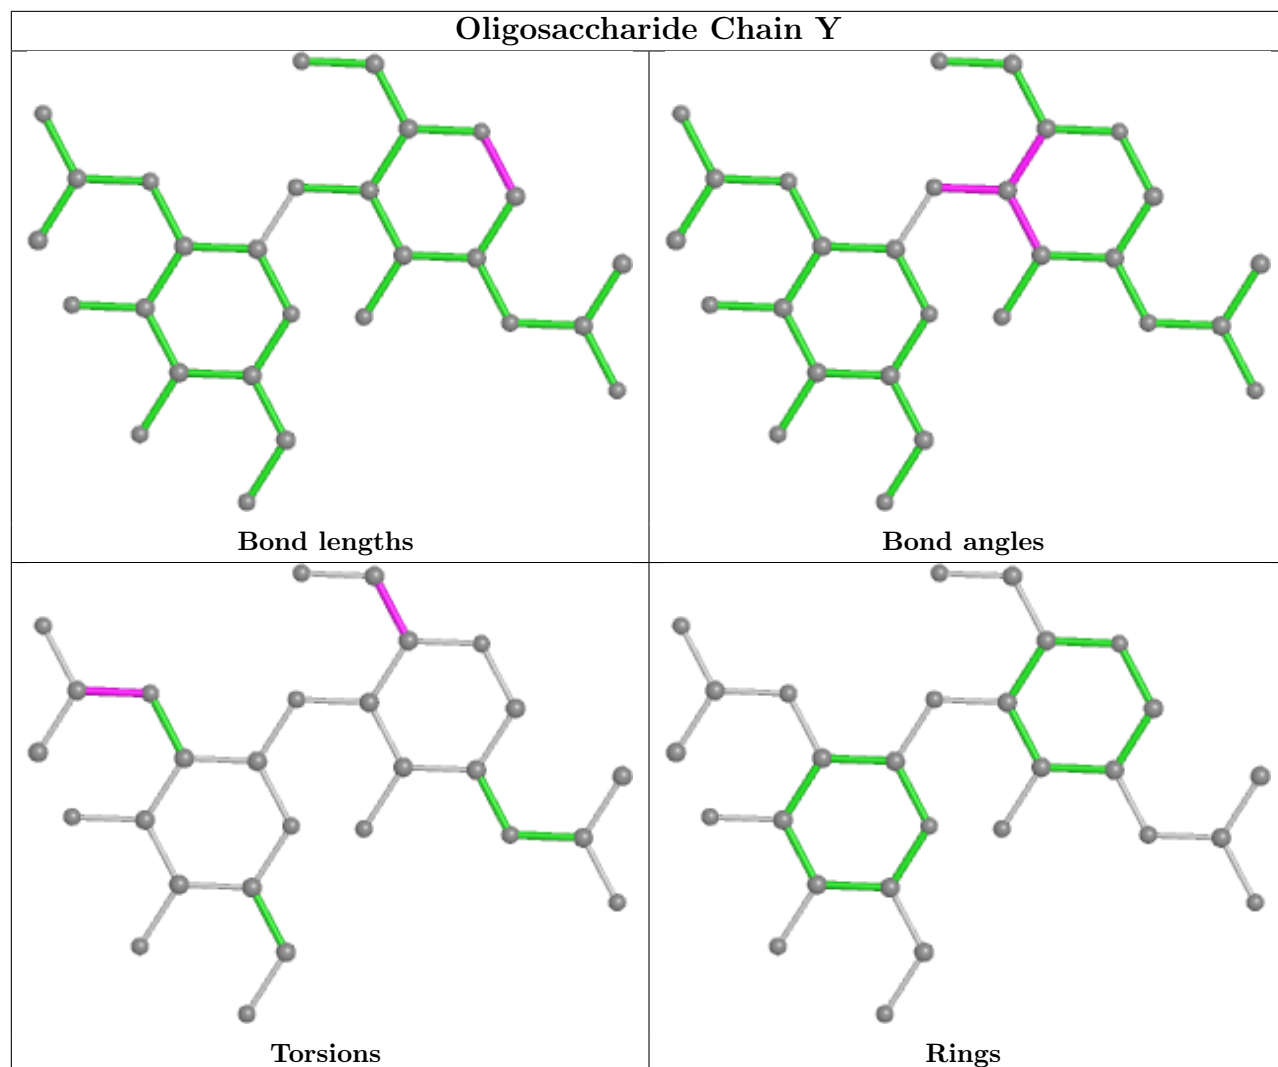 Oligosaccharide Chain Y
Bond lengths
Bond angles
Torsions
Rings